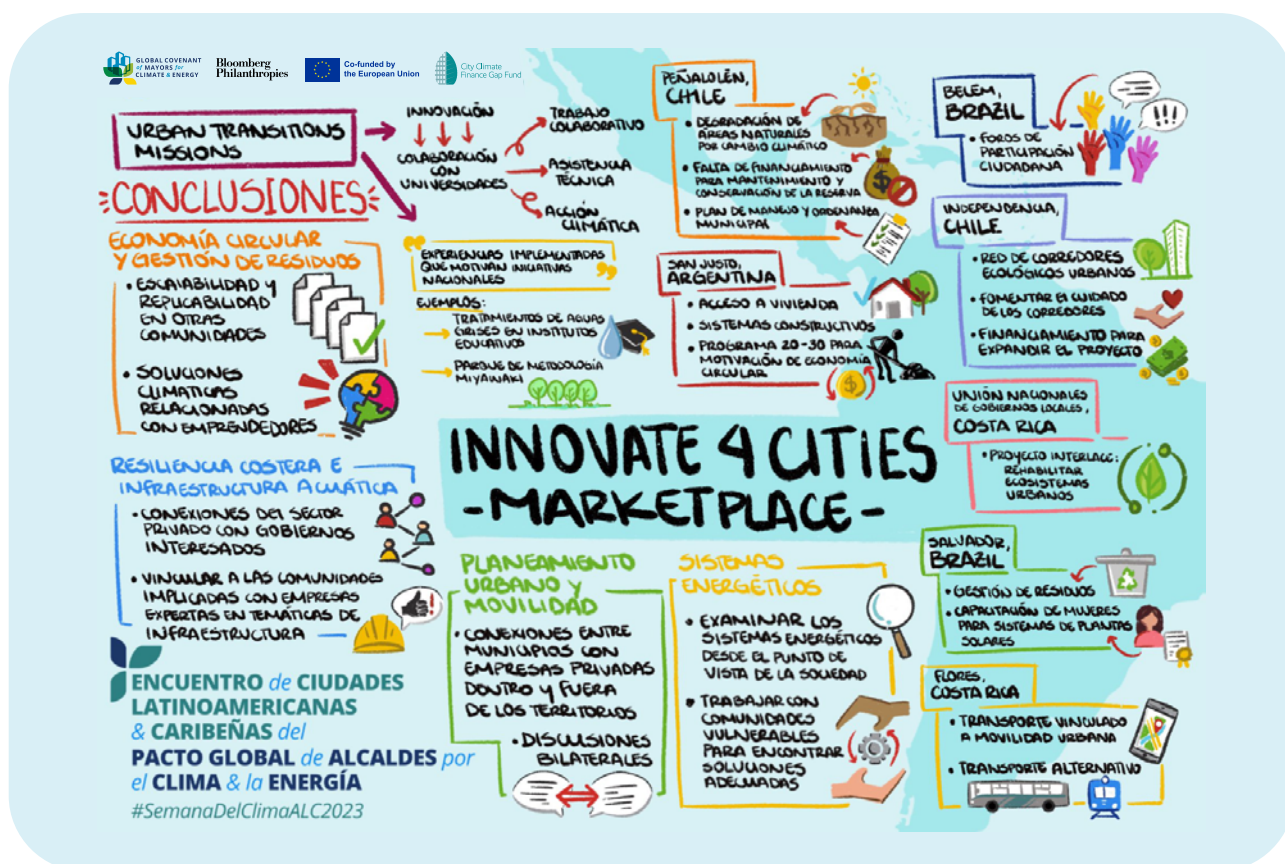 GLOBAL COVENANT
of MAYORS for
CLIMATE & ENERGY
Bloomberg
Philanthropies
Co-funded by
the European Union
City Climate
Finance Gap Fund
URBAN TRANSITIONS
MISSIONS
INNOVACIÓN
COLABORACIÓN
CON
UNIVERSIDADES
TRABAJO
COLABORATIVO
ASISTENCIA
TÉCNICA
ACCIÓN
CLIMÁTICA
CONCLUSIONES
ECONOMÍA CIRCULAR
Y GESTIÓN DE RESIDUOS
• ESCALABILIDAD Y
REPLICABILIDAD
EN OTRAS
COMUNIDADES
• SOLUCIONES
CLIMATICAS
RELACIONADAS
CON EMPRENDEDORES
EXPERIENCIAS IMPLEMENTADAS
QUE MOTIVAN INICIATIVAS
NACIONALES
EJEMPLOS:
TRATAMIENTOS DE AGUAS
GRISES EN INSTITUTOS
EDUCATIVOS
PARQUE DE METODOLOGÍA
MIYAWAKI
RESILIENCIA COSTERA E
INFRAESTRUCTURA ACUÁTICA
• CONEXIONES DEL SECTOR
PRIVADO CON GOBIERNOS
INTERESADOS
• VINCULAR A LAS COMUNIDADES
IMPLICADAS CON EMPRESAS
EXPERTAS EN TEMÁTICAS DE
INFRAESTRUCTURA
INNOVATE 4 CITIES
-MARKETPLACE-
PLANEAMIENTO
URBANO Y
MOVILIDAD
• CONEXIONES ENTRE
MUNICIPIOS CON
EMPRESAS PRIVADAS
DENTRO Y FUERA
DE LOS TERRITORIOS
• DISCUSIONES
BILATERALES
SISTEMAS
ENERGÉTICOS
• EXAMINAR LOS
SISTEMAS ENERGÉTICOS
DESDE EL PUNTO DE
VISTA DE LA SOCIEDAD
• TRABAJAR CON
COMUNIDADES
VULNERABLES
PARA ENCONTRAR
SOLUCIONES
ADECUADAS
PEÑALOLÉN,
CHILE
• DEGRADACIÓN DE
ÁREAS NATURALES
POR CAMBIO CLIMÁTICO
• FALTA DE FINANCIAMIENTO
PARA MANTENIMIENTO Y
CONSERVACIÓN DE LA RESERVA
$
• PLAN DE MANEJO Y ORDENANZA
MUNICIPAL
SAN JUSTO,
ARGENTINA
• ACCESO A VIVIENDA
• SISTEMAS CONSTRUCTIVOS
• PROGRAMA 20-30 PARA
MOTIVACIÓN DE ECONOMÍA
CIRCULAR
$
BELEM,
BRAZIL
• FOROS DE
PARTICIPACIÓN
CIUDADANA
!!!
INDEPENDENCIA,
CHILE
• RED DE CORREDORES
ECOLÓGICOS URBANOS
• FOMENTAR EL CUIDADO
DE LOS CORREDORES
• FINANCIAMIENTO PARA
EXPANDIR EL PROYECTO
UNIÓN NACIONALES
DE GOBIERNOS LOCALES,
COSTA RICA
• PROYECTO INTERLACE:
REHABILITAR
ECOSISTEMAS
URBANOS
SALVADOR,
BRAZIL
• GESTIÓN DE RESIDUOS
• CAPACITACIÓN DE MUJERES
PARA SISTEMAS DE PLANTAS
SOLARES
FLORES,
COSTA RICA
• TRANSPORTE VINCULADO
A MOVILIDAD URBANA
• TRANSPORTE ALTERNATIVO
ENCUENTRO de CIUDADES
LATINOAMERICANAS
& CARIBEÑAS del
PACTO GLOBAL de ALCALDES por
el CLIMA & la ENERGÍA
#SemanaDelClimaALC2023